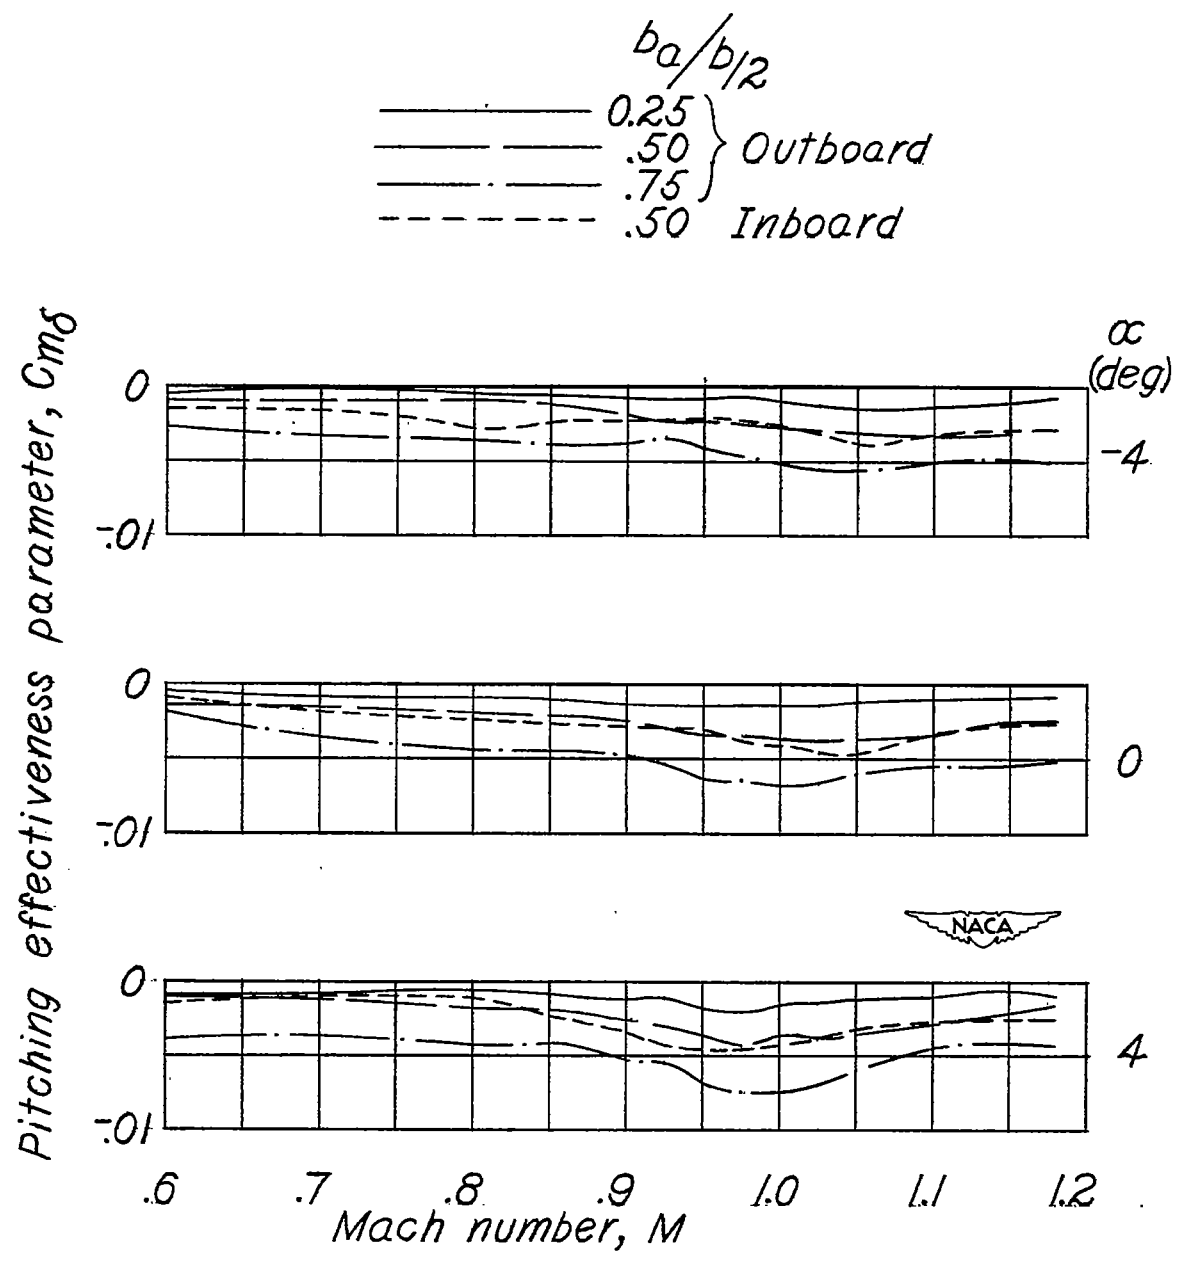 ba/b/2
0.25
.50 Outboard
.75
.50 Inboard
Pitching effectiveness parameter, Cmδ
α
(deg)
0
-4
-.01
0
0
-.01
NACA
0
4
-.01
.6 .7 .8 .9 1.0 1.1 1.2
Mach number, M